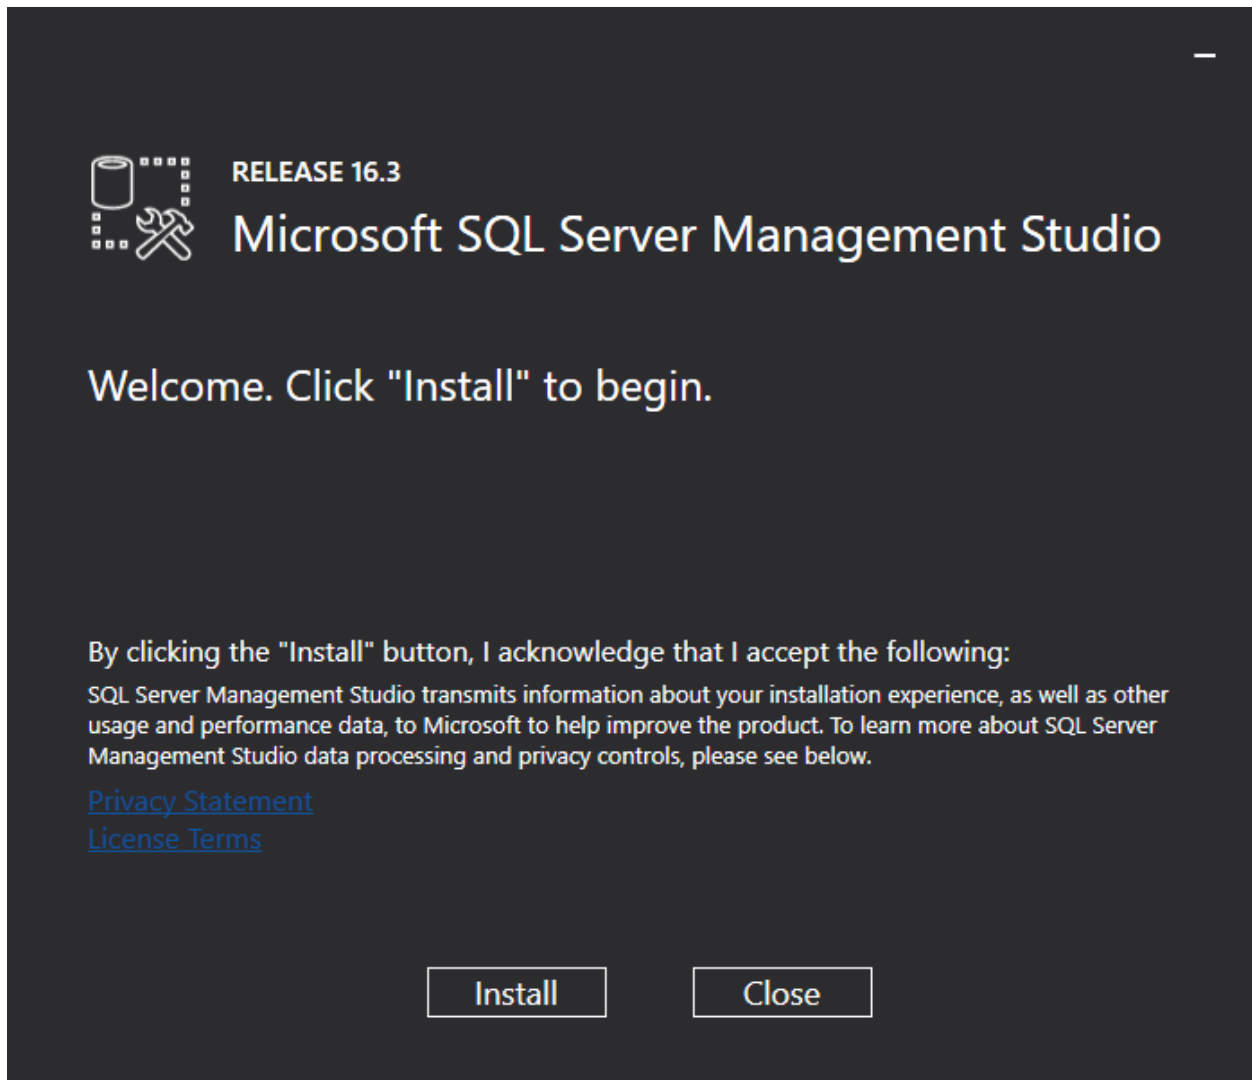 RELEASE 16.3
Microsoft SQL Server Management Studio
Welcome. Click "Install" to begin.
By clicking the "Install" button, I acknowledge that I accept the following:
SQL Server Management Studio transmits information about your installation experience, as well as other
usage and performance data, to Microsoft to help improve the product. To learn more about SQL Server
Management Studio data processing and privacy controls, please see below.
Privacy Statement
License Terms
Install
Close